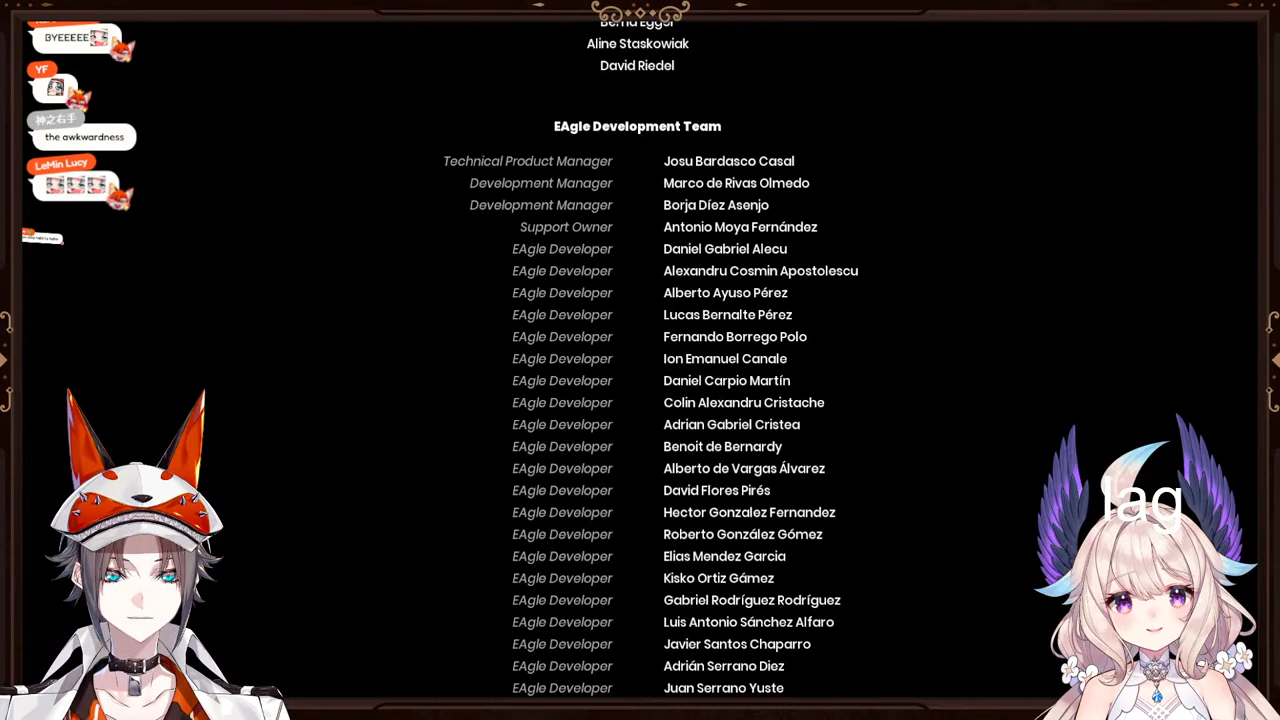 BYEEEEE
YF
神之右手
the awkwardness
LeMin Lucy
Aline Staskowiak
David Riedel
EAgle Development Team
Technical Product Manager Josu Bardasco Casal
Development Manager Marco de Rivas Olmedo
Development Manager Borja Díez Asenjo
Support Owner Antonio Moya Fernández
EAgle Developer Daniel Gabriel Alecu
EAgle Developer Alexandru Cosmin Apostolescu
EAgle Developer Alberto Ayuso Pérez
EAgle Developer Lucas Bernalte Pérez
EAgle Developer Fernando Borrego Polo
EAgle Developer Ion Emanuel Canale
EAgle Developer Daniel Carpio Martín
EAgle Developer Colin Alexandru Cristache
EAgle Developer Adrian Gabriel Cristea
EAgle Developer Benoit de Bernardy
EAgle Developer Alberto de Vargas Álvarez
EAgle Developer David Flores Pirés
EAgle Developer Hector Gonzalez Fernandez
EAgle Developer Roberto González Gómez
EAgle Developer Elias Mendez Garcia
EAgle Developer Kisko Ortiz Gámez
EAgle Developer Gabriel Rodríguez Rodríguez
EAgle Developer Luis Antonio Sánchez Alfaro
EAgle Developer Javier Santos Chaparro
EAgle Developer Adrián Serrano Diez
EAgle Developer Juan Serrano Yuste
lag